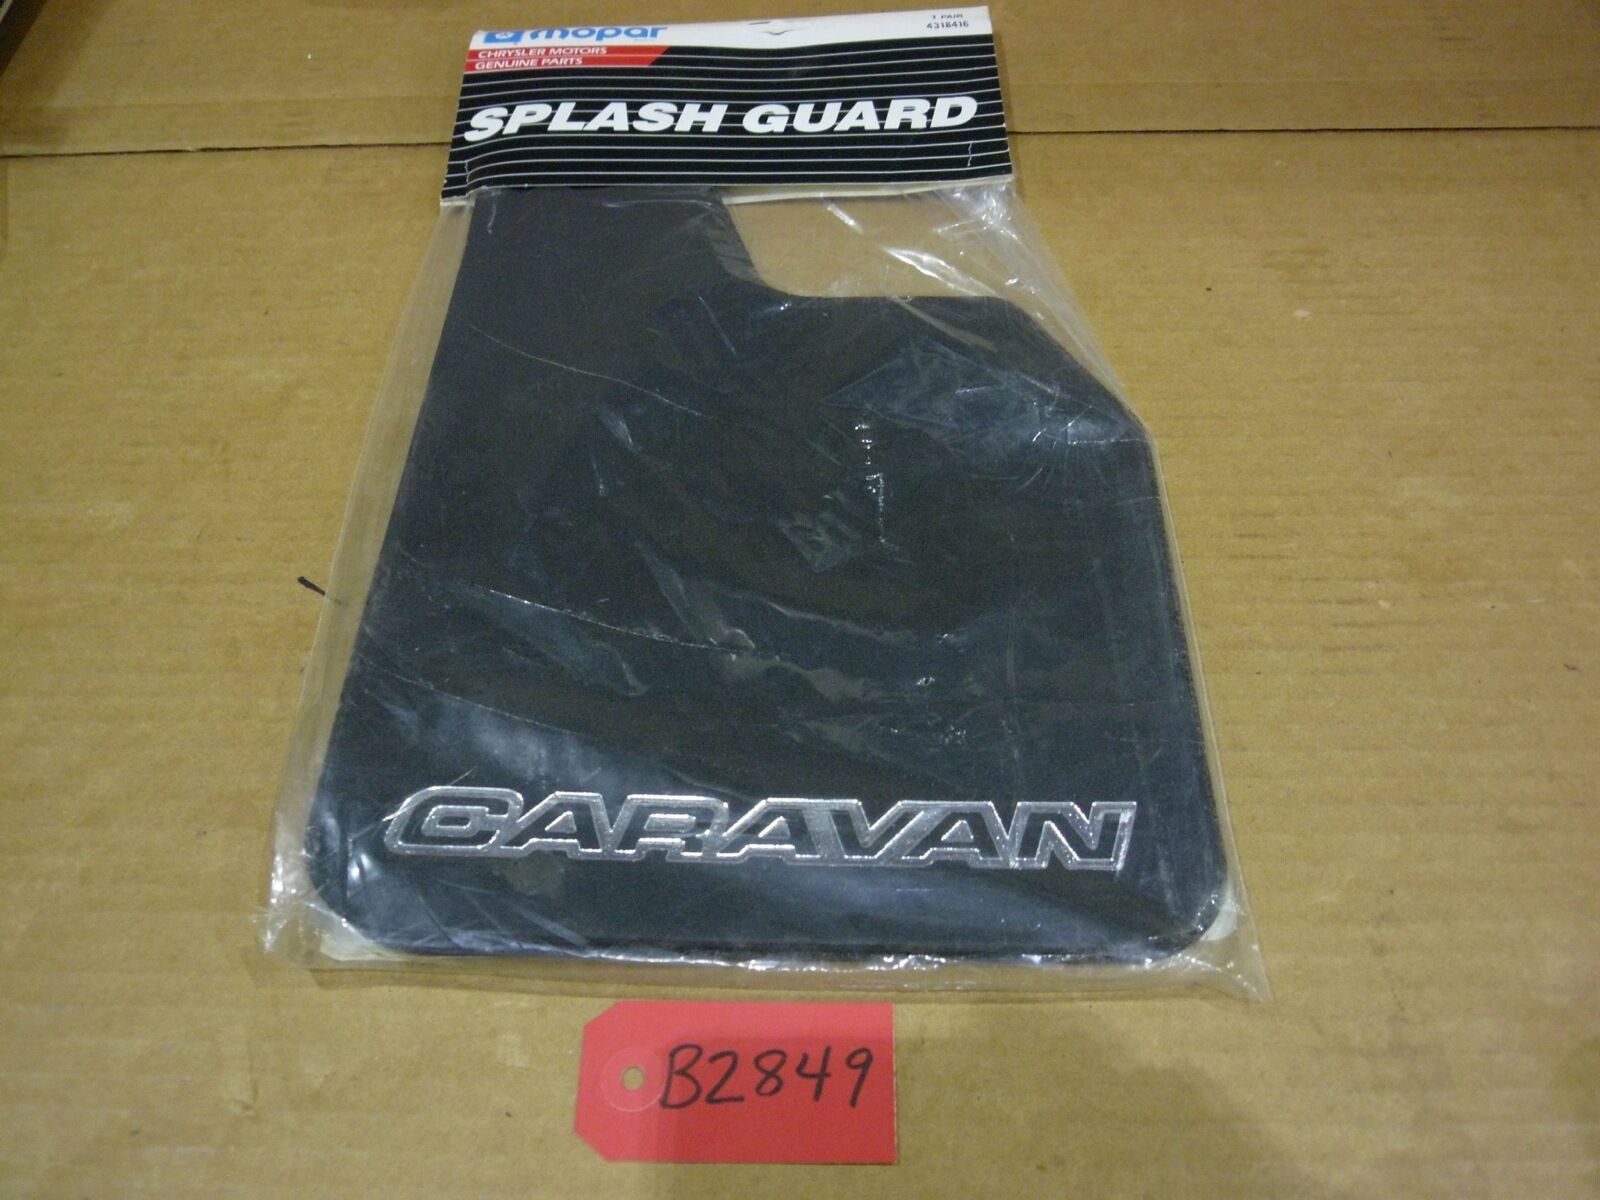 mopar
1 PAIR
4318416
CHRYSLER MOTORS
GENUINE PARTS
SPLASH GUARD
CARAVAN
B2849